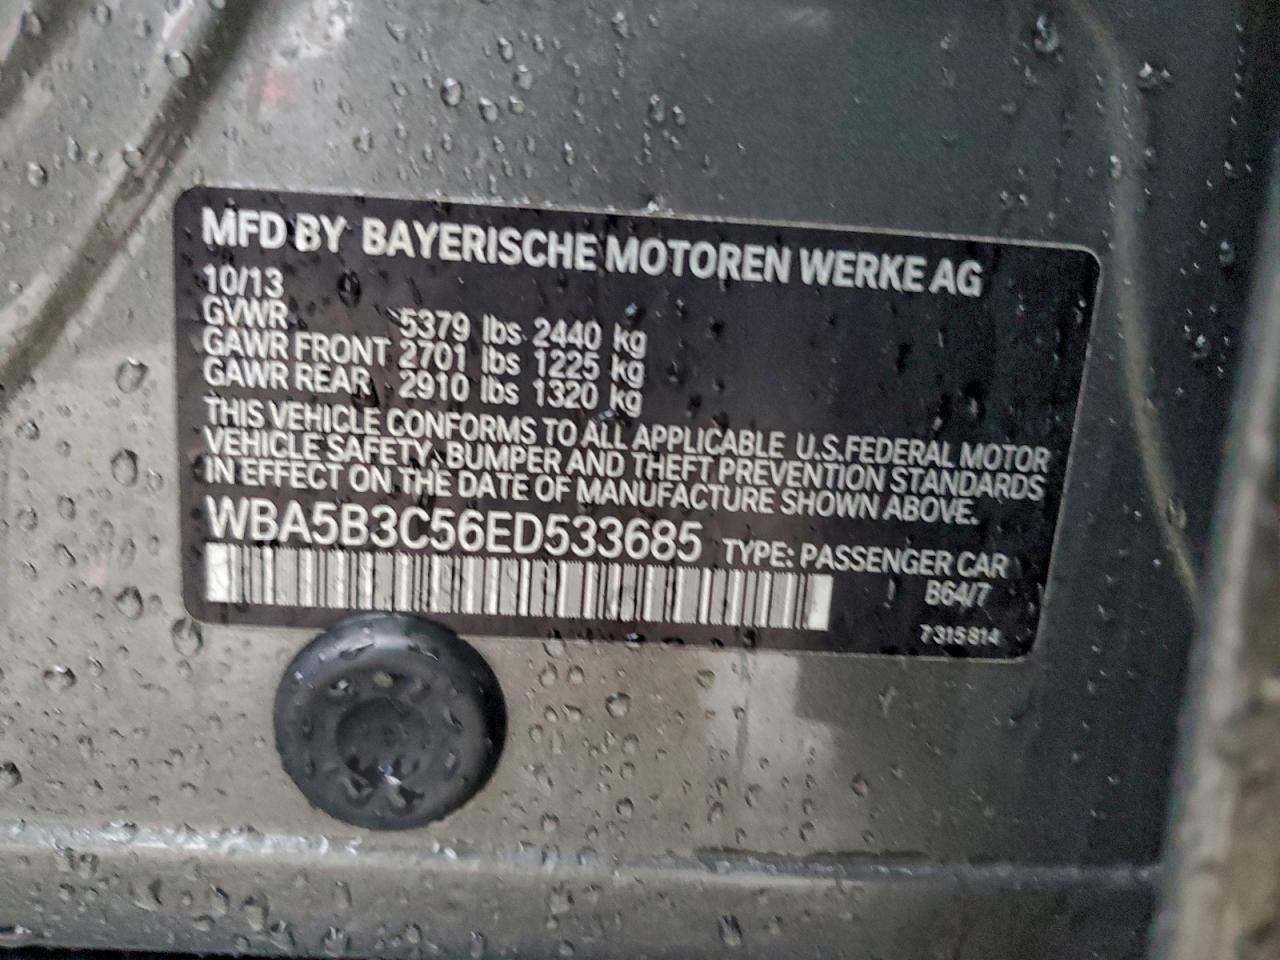 MFD BY BAYERISCHE MOTOREN WERKE AG
10/13
GVWR 5379 lbs 2440 kg
GAWR FRONT 2701 lbs 1225 kg
GAWR REAR 2910 lbs 1320 kg
THIS VEHICLE CONFORMS TO ALL APPLICABLE U.S.FEDERAL MOTOR
VEHICLE SAFETY, BUMPER AND THEFT PREVENTION STANDARDS
IN EFFECT ON THE DATE OF MANUFACTURE SHOWN ABOVE.
WBA5B3C56ED533685 TYPE: PASSENGER CAR
B64/7
7315814